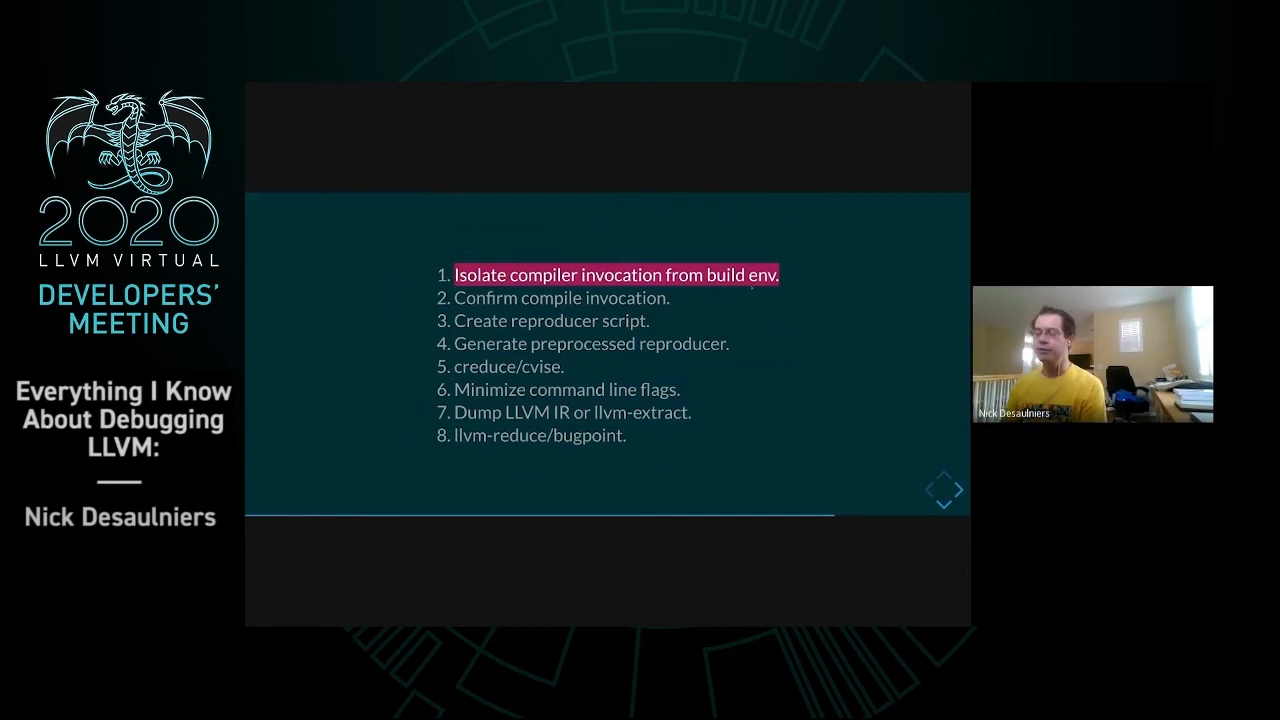 2020
LLVM VIRTUAL
DEVELOPERS'
MEETING
Everything I Know
About Debugging
LLVM:
Nick Desaulniers
1. Isolate compiler invocation from build env.
2. Confirm compile invocation.
3. Create reproducer script.
4. Generate preprocessed reproducer.
5. creduce/cvise.
6. Minimize command line flags.
7. Dump LLVM IR or llvm-extract.
8. llvm-reduce/bugpoint.
Nick Desaulniers